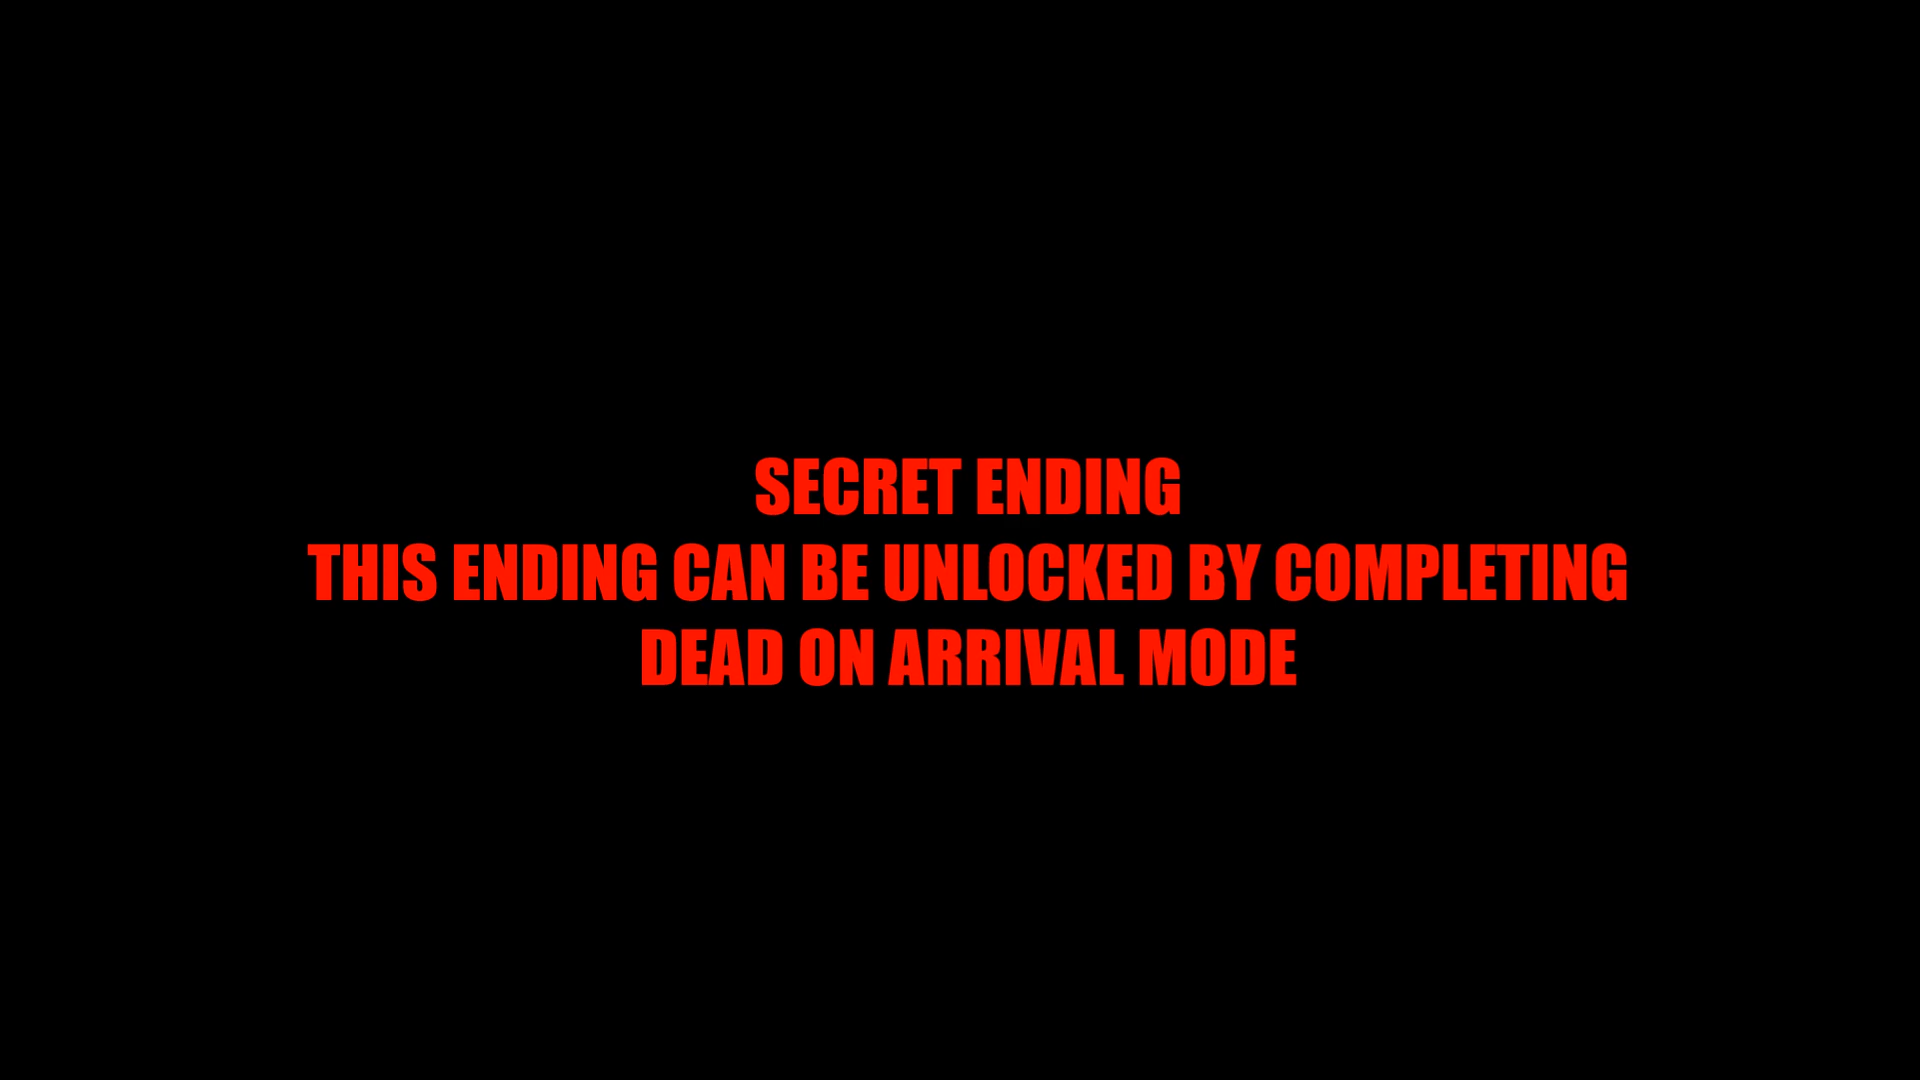 SECRET ENDING
THIS ENDING CAN BE UNLOCKED BY COMPLETING
DEAD ON ARRIVAL MODE